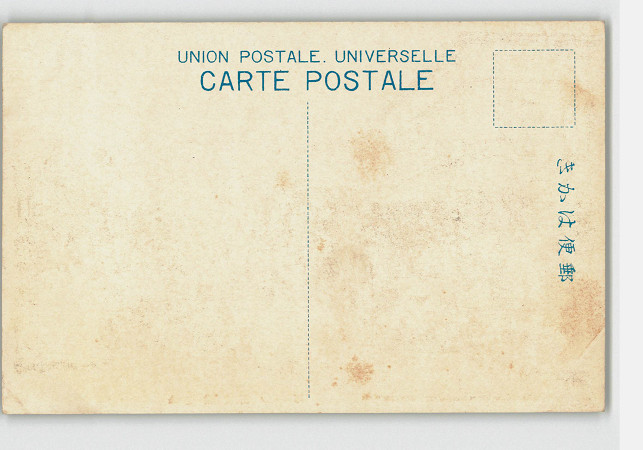 UNION POSTALE. UNIVERSELLE
CARTE POSTALE
きかは便郵